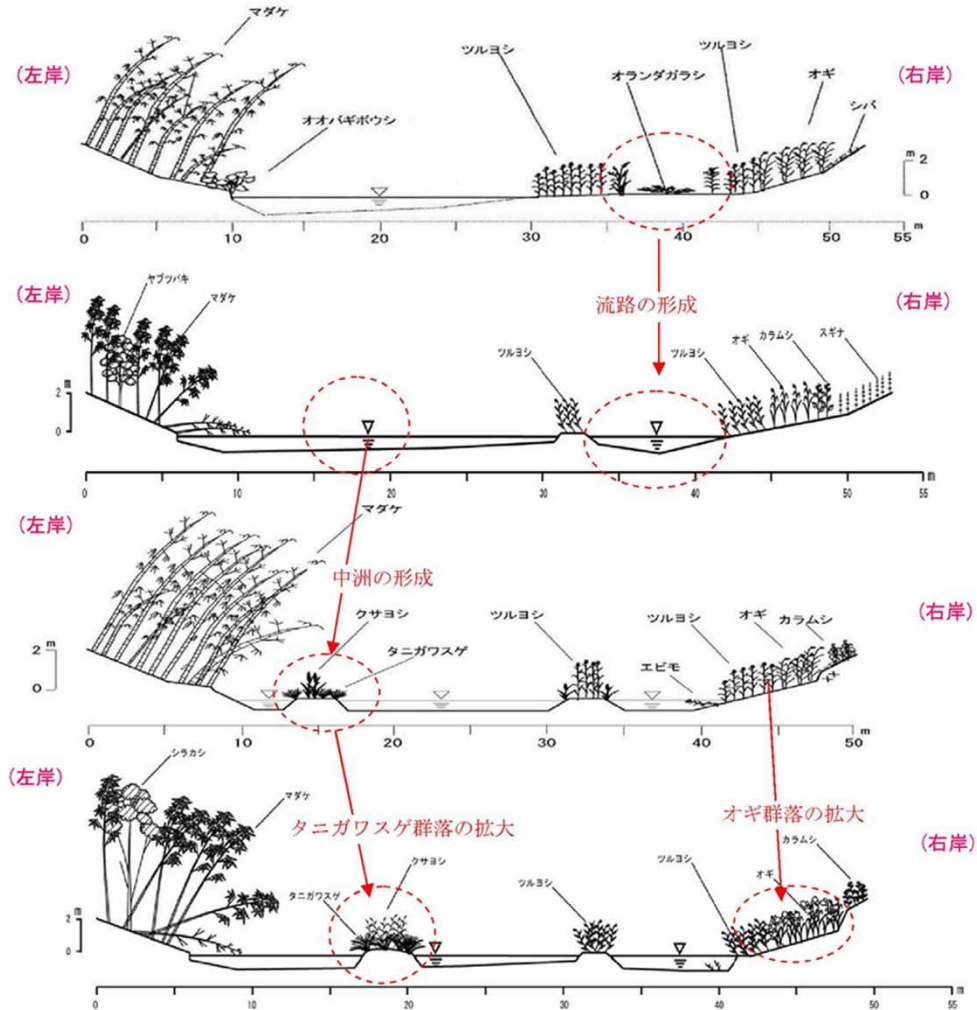 マダケ
(左岸)
ツルヨシ
ツルヨシ
オランダガラシ
オギ
(右岸)
オオバギボウシ
シバ
m
2
0
0
10
20
30
40
50
55
m
(左岸)
ヤブツバキ
マダケ
流路の形成
(右岸)
ツルヨシ
ツルヨシ
オギ
カラムシ
スギナ
m
2
0
0
10
20
30
40
50
55
m
(左岸)
マダケ
中洲の形成
クサヨシ
タニガワスゲ
ツルヨシ
エビモ
ツルヨシ
オギ
カラムシ
(右岸)
m
2
0
0
10
20
30
40
50
m
(左岸)
シラカシ
マダケ
タニガワスゲ群落の拡大
オギ群落の拡大
カラムシ
(右岸)
クサヨシ
タニガワスゲ
ツルヨシ
ツルヨシ
オギ
m
2
0
0
10
20
30
40
50
55
m